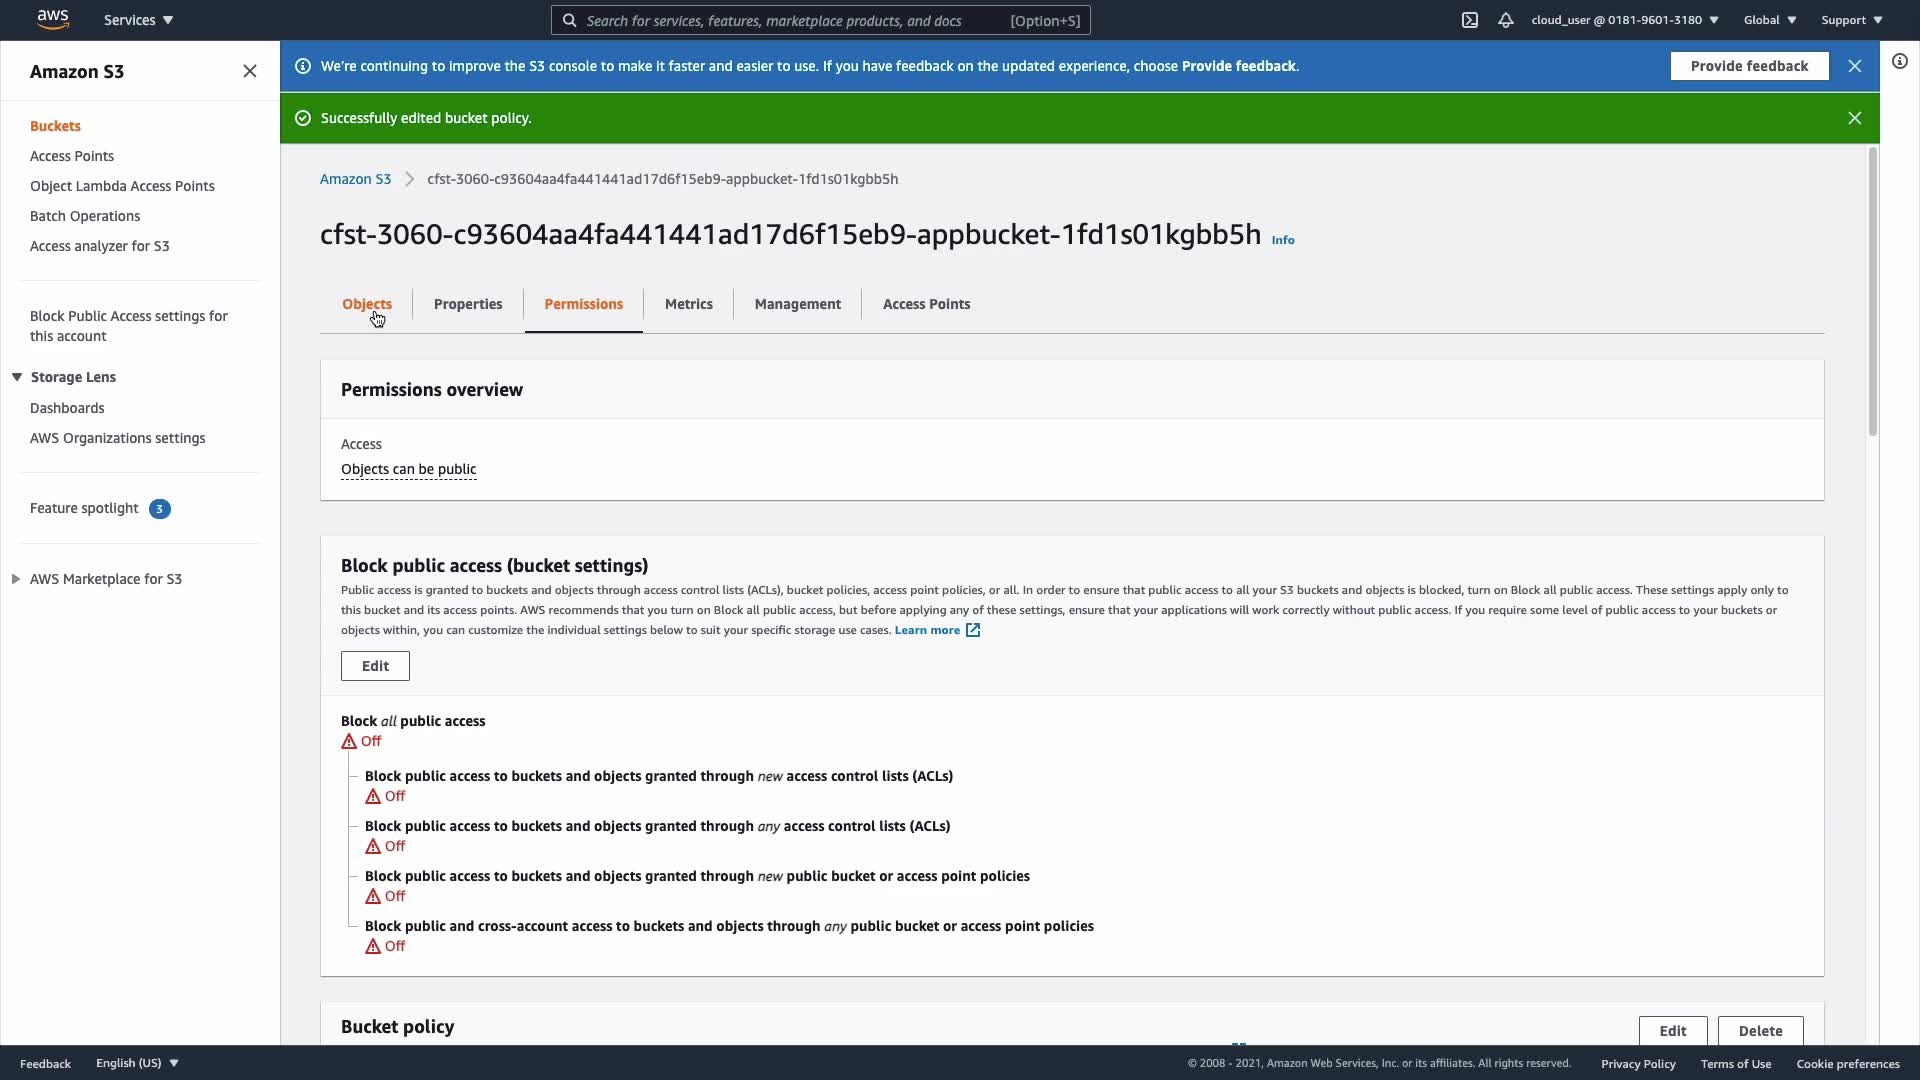 aws
Services
Search for services, features, marketplace products, and docs
[Option+S]
cloud_user @ 0181-9601-3180
Global
Support
Amazon S3
We're continuing to improve the S3 console to make it faster and easier to use. If you have feedback on the updated experience, choose Provide feedback.
Provide feedback
Successfully edited bucket policy.
Buckets
Access Points
Object Lambda Access Points
Batch Operations
Access analyzer for S3
Block Public Access settings for
this account
Storage Lens
Dashboards
AWS Organizations settings
Feature spotlight 3
AWS Marketplace for S3
Amazon S3
cfst-3060-c93604aa4fa441441ad17d6f15eb9-appbucket-1fd1s01kgbb5h
cfst-3060-c93604aa4fa441441ad17d6f15eb9-appbucket-1fd1s01kgbb5h Info
Objects
Properties
Permissions
Metrics
Management
Access Points
Permissions overview
Access
Objects can be public
Block public access (bucket settings)
Public access is granted to buckets and objects through access control lists (ACLs), bucket policies, access point policies, or all. In order to ensure that public access to all your S3 buckets and objects is blocked, turn on Block all public access. These settings apply only to
this bucket and its access points. AWS recommends that you turn on Block all public access, but before applying any of these settings, ensure that your applications will work correctly without public access. If you require some level of public access to your buckets or
objects within, you can customize the individual settings below to suit your specific storage use cases. Learn more
Edit
Block all public access
Off
Block public access to buckets and objects granted through new access control lists (ACLs)
Off
Block public access to buckets and objects granted through any access control lists (ACLs)
Off
Block public access to buckets and objects granted through new public bucket or access point policies
Off
Block public and cross-account access to buckets and objects through any public bucket or access point policies
Off
Bucket policy
Edit
Delete
Feedback
English (US)
© 2008 - 2021, Amazon Web Services, Inc. or its affiliates. All rights reserved.
Privacy Policy
Terms of Use
Cookie preferences